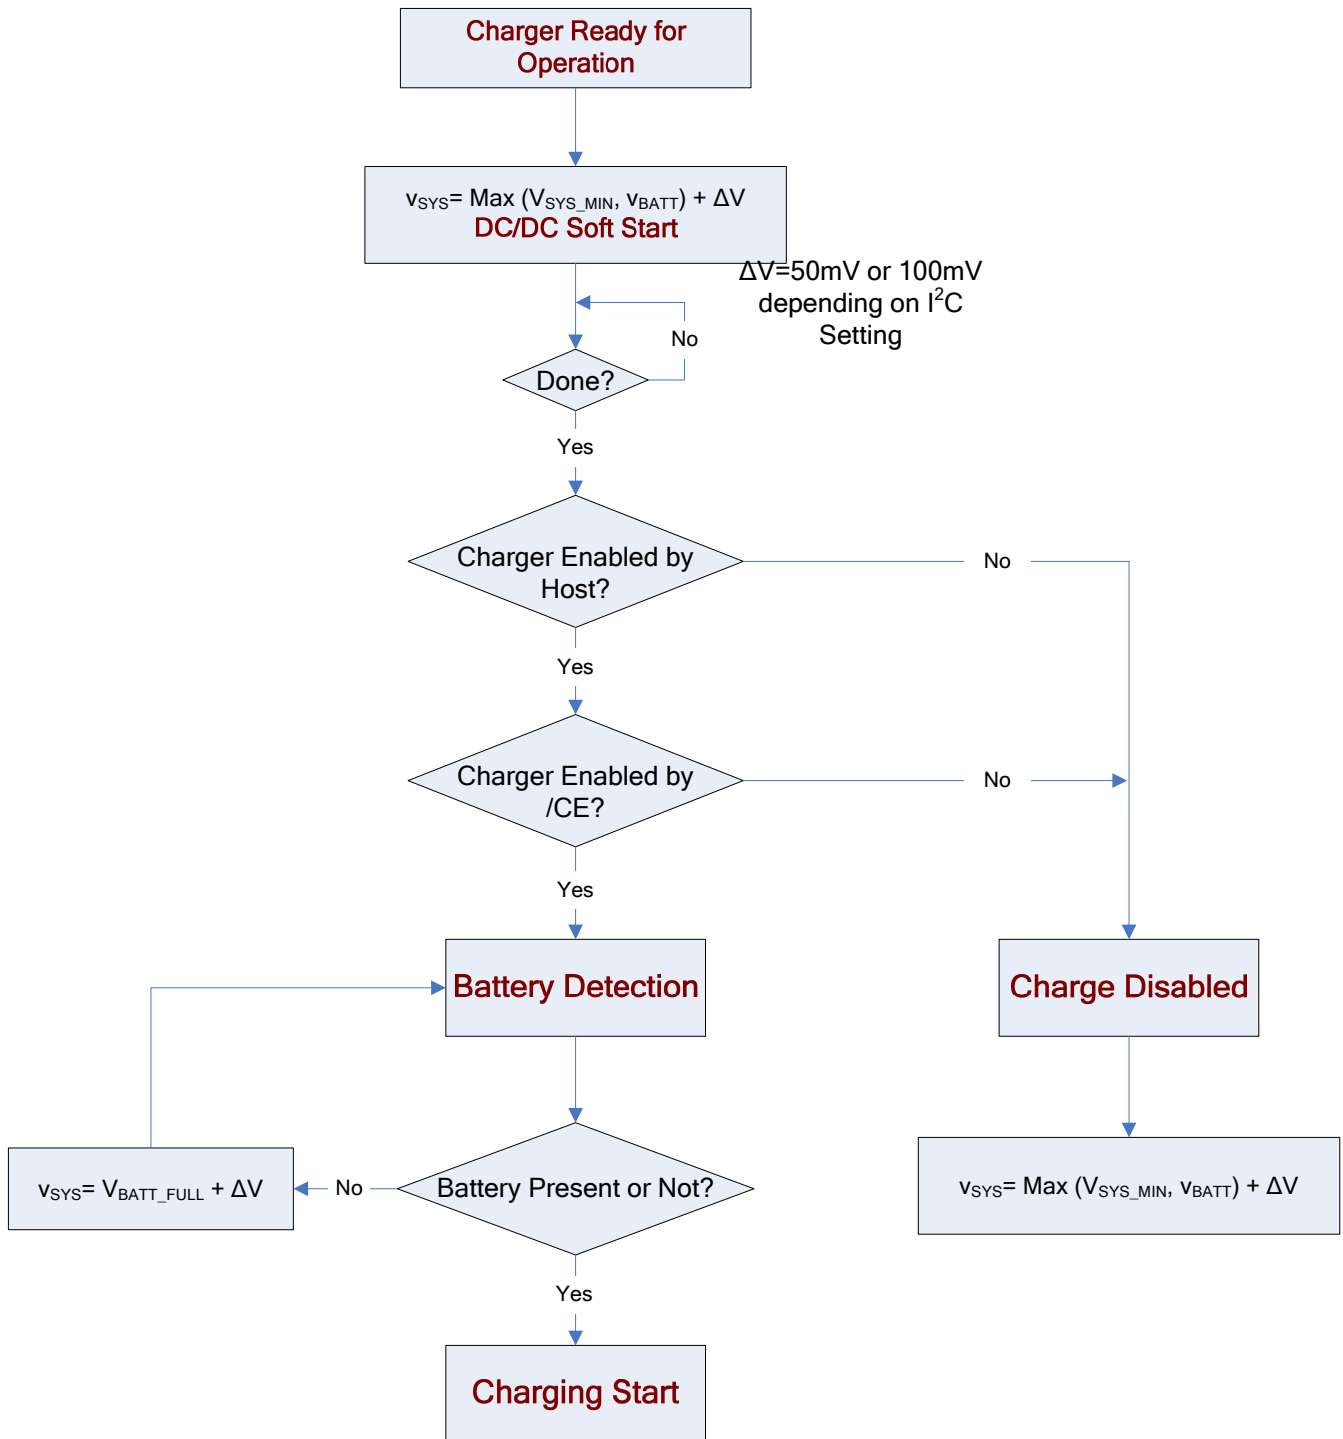 Charger Ready for
Operation
vSYS= Max (VSYS_MIN, vBATT) + ΔV
DC/DC Soft Start
ΔV=50mV or 100mV
depending on I²C
Setting
No
Done?
Yes
Charger Enabled by
Host?
No
Yes
Charger Enabled by
/CE?
No
Yes
Battery Detection
Charge Disabled
vSYS= VBATT_FULL + ΔV
No
Battery Present or Not?
vSYS= Max (VSYS_MIN, vBATT) + ΔV
Yes
Charging Start